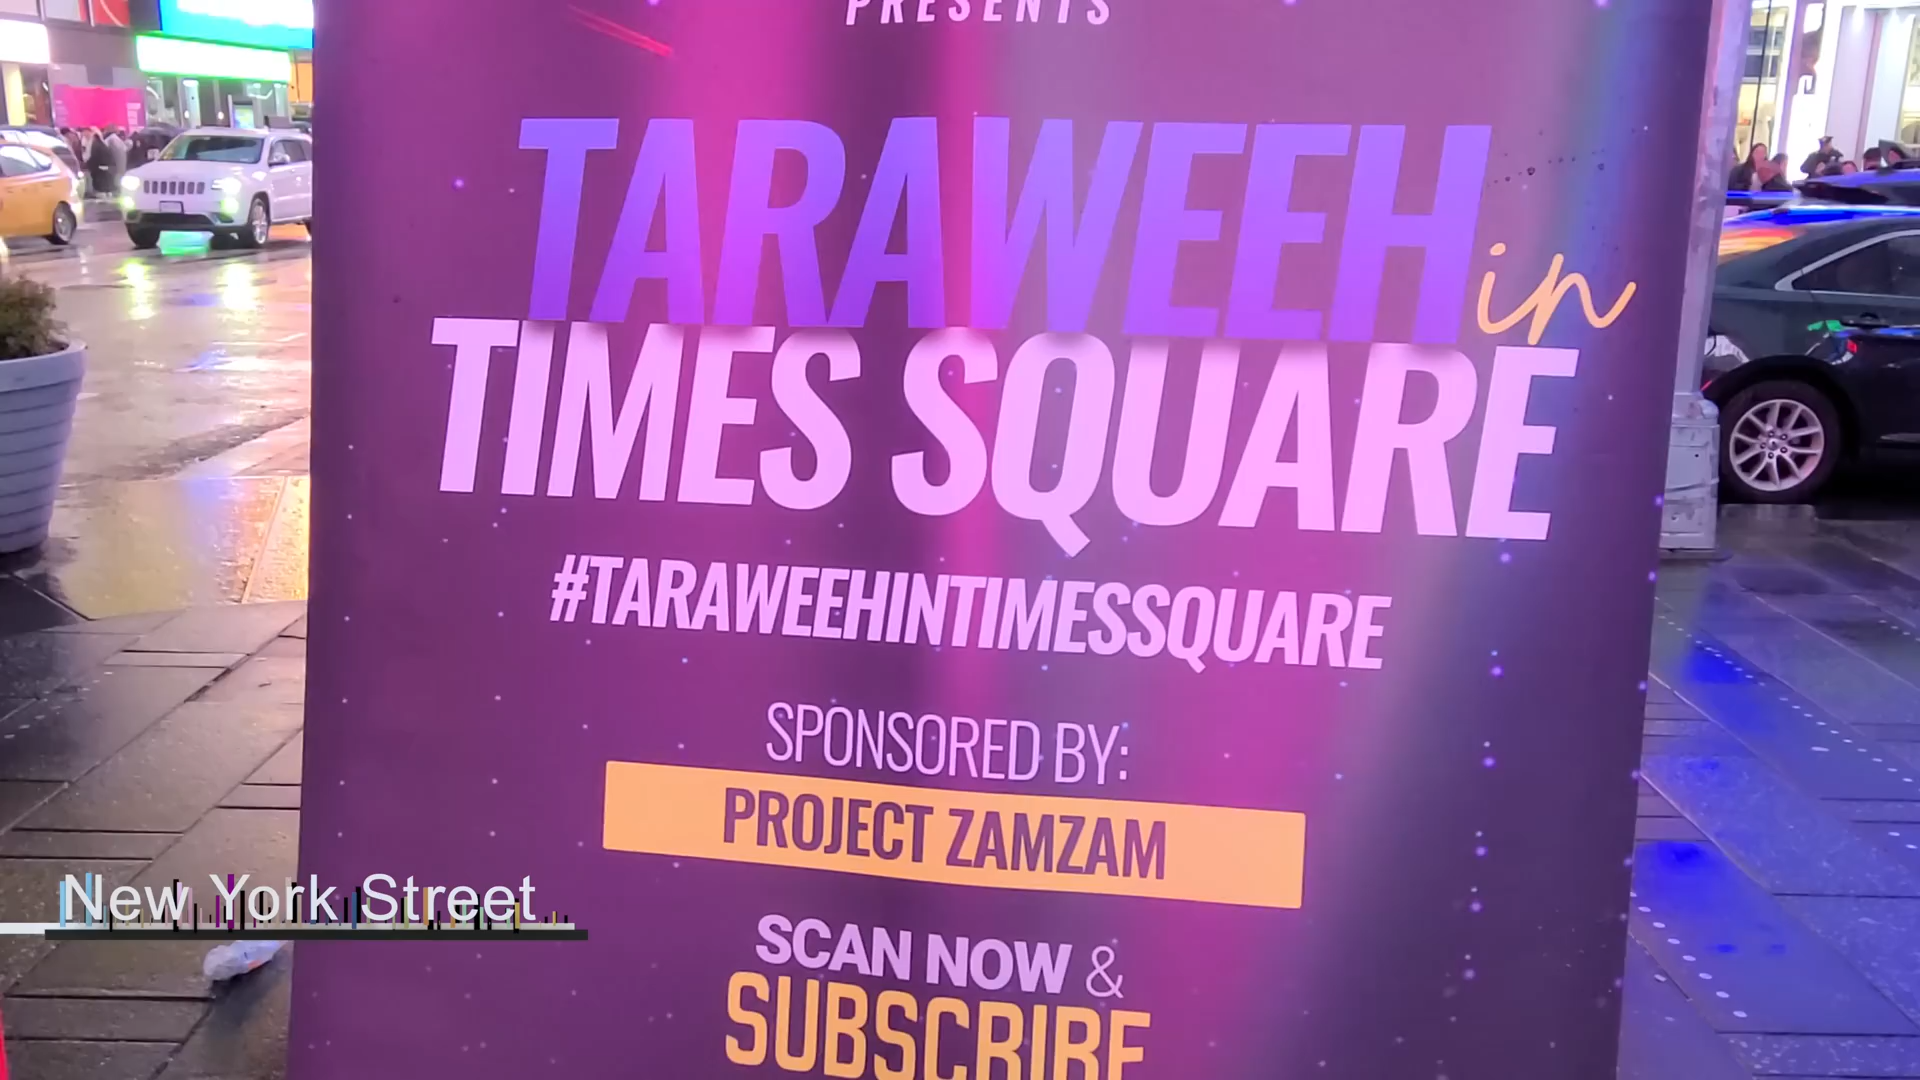 PRESENTS
TARAWEEH in
TIMES SQUARE
#TARAWEEHINTIMESSQUARE
SPONSORED BY:
PROJECT ZAMZAM
SCAN NOW &
SUBSCRIBE
New York Street